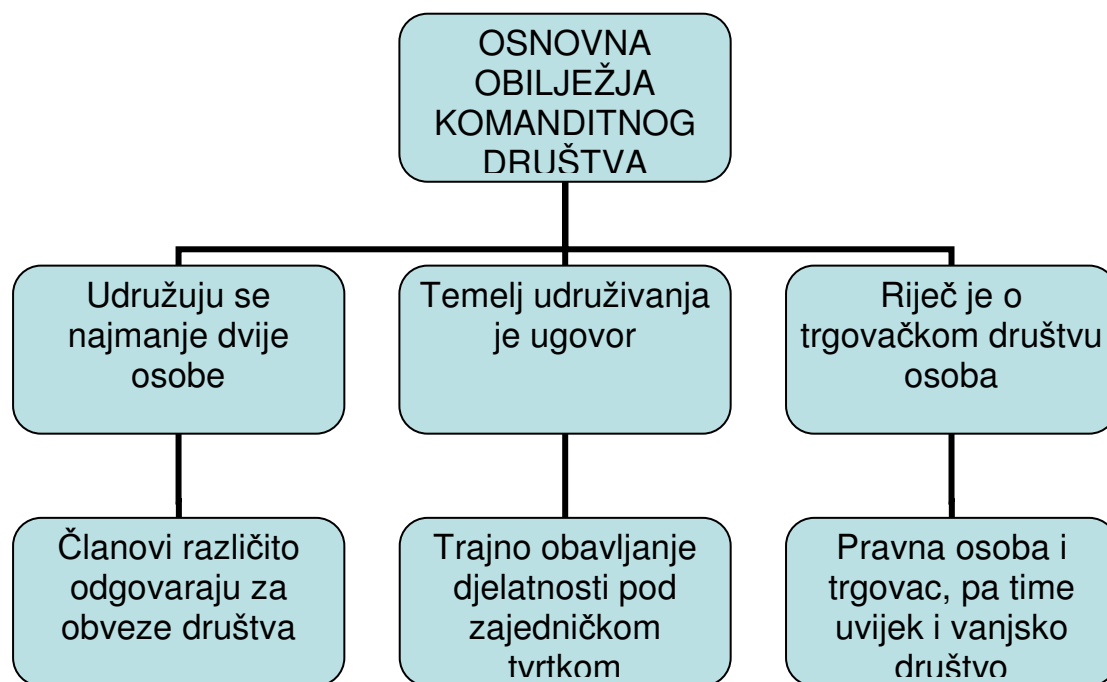 OSNOVNA
OBILJEŽJA
KOMANDITNOG
DRUŠTVA
Udružuju se
najmanje dvije
osobe
Temelj udruživanja
je ugovor
Riječ je o
trgovačkom društvu
osoba
Članovi različito
odgovaraju za
obveze društva
Trajno obavljanje
djelatnosti pod
zajedničkom
tvrtkom
Pravna osoba i
trgovac, pa time
uvijek i vanjsko
društvo